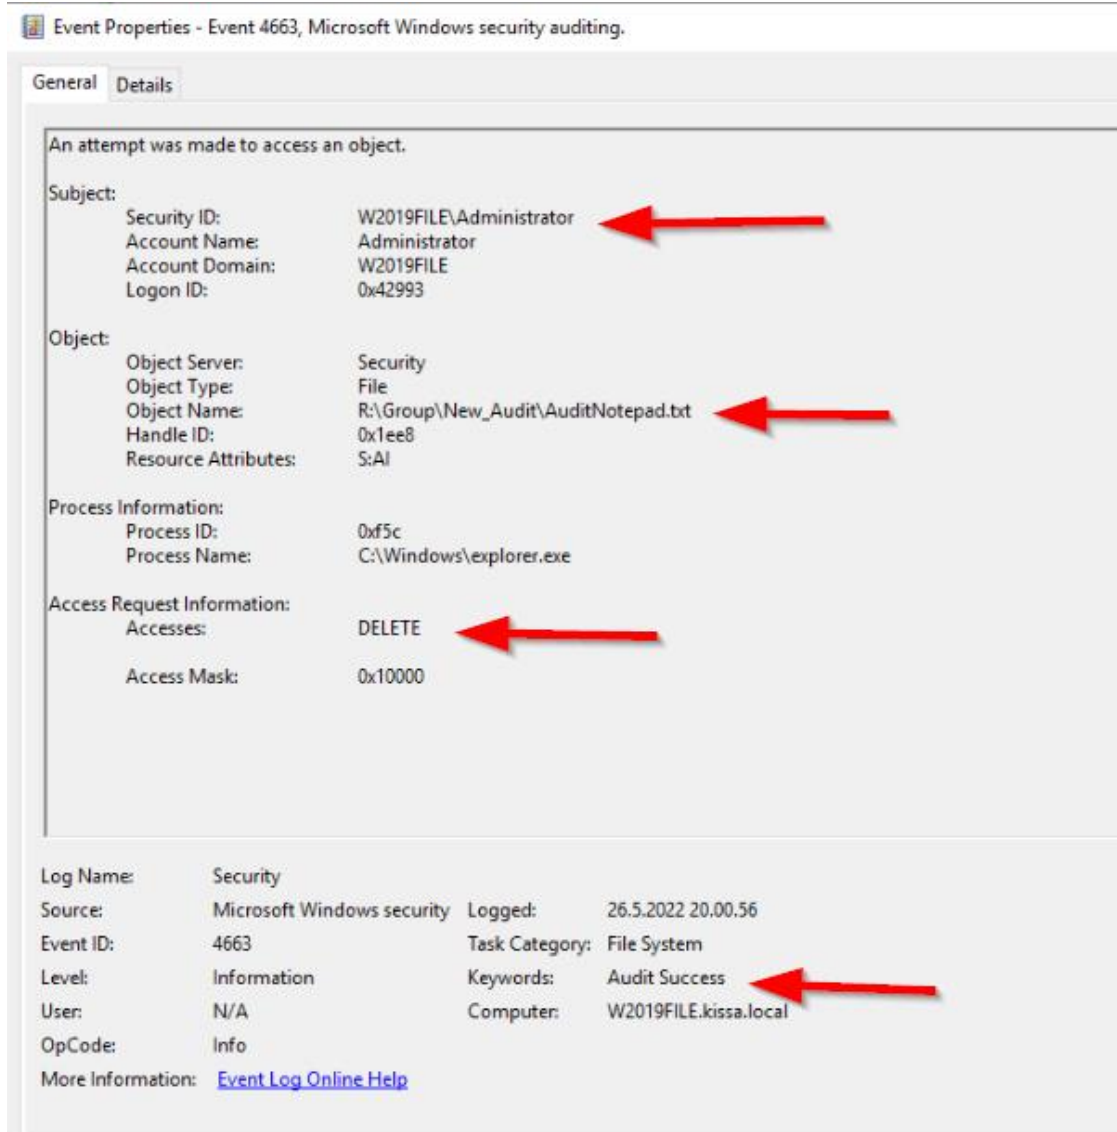 Event Properties - Event 4663, Microsoft Windows security auditing.
General Details
An attempt was made to access an object.
Subject:
Security ID: W2019FILE\Administrator
Account Name: Administrator
Account Domain: W2019FILE
Logon ID: 0x42993
Object:
Object Server: Security
Object Type: File
Object Name: R:\Group\New_Audit\AuditNotepad.txt
Handle ID: 0x1ee8
Resource Attributes: S:AI
Process Information:
Process ID: 0xf5c
Process Name: C:\Windows\explorer.exe
Access Request Information:
Accesses: DELETE
Access Mask: 0x10000
Log Name: Security
Source: Microsoft Windows security Logged: 26.5.2022 20.00.56
Event ID: 4663 Task Category: File System
Level: Information Keywords: Audit Success
User: N/A Computer: W2019FILE.kissa.local
OpCode: Info
More Information: Event Log Online Help